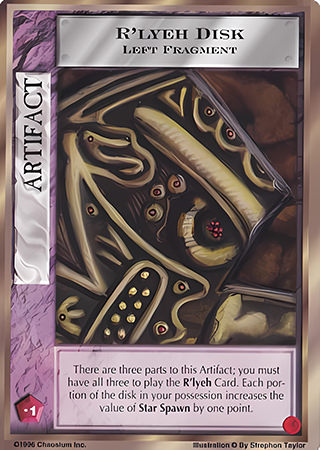 R'LYEH DISK
LEFT FRAGMENT
ARTIFACT
There are three parts to this Artifact; you
must have all three to play the R'lyeh Card. Each por-
tion of the disk in your possession increases the
value of Star Spawn by one point.
-1
©1996 Chaosium Inc.
Illustration © By Strephon Taylor